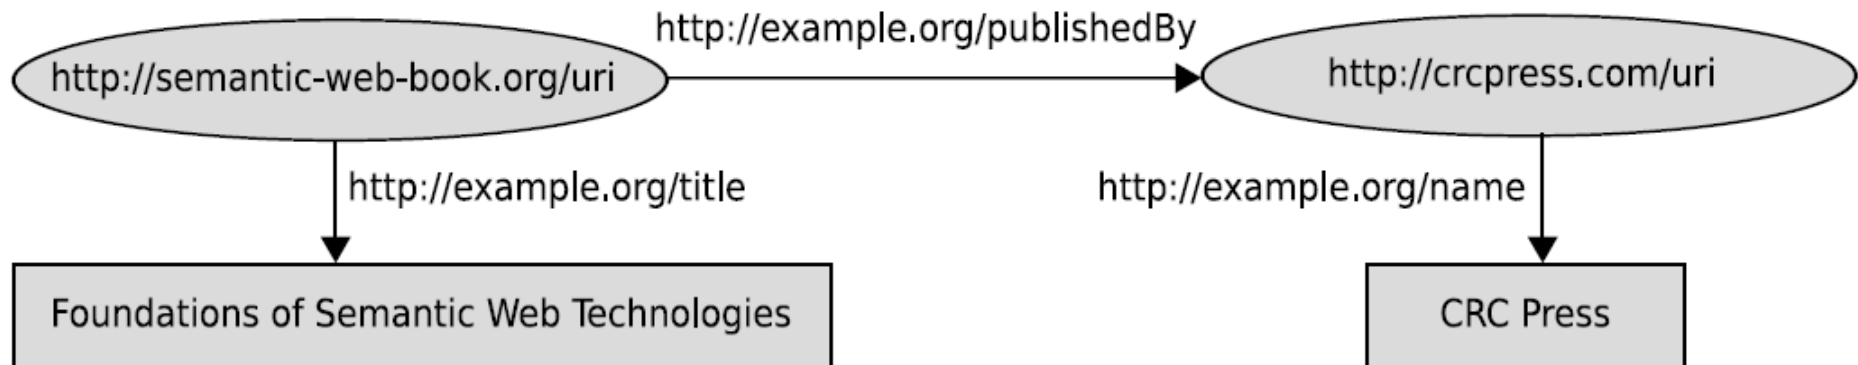 http://example.org/publishedBy
http://semantic-web-book.org/uri
http://crcpress.com/uri
http://example.org/title
http://example.org/name
Foundations of Semantic Web Technologies
CRC Press